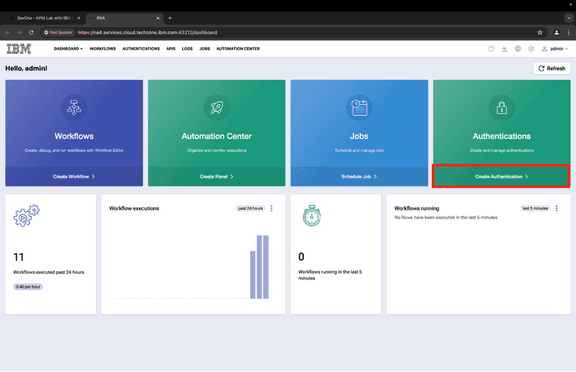 SevOne - NPM Lab with IBM
RNA
Not Secure
https://na4.services.cloud.techzone.ibm.com:43212/dashboard
IBM
DASHBOARD
WORKFLOWS
AUTHENTICATIONS
APIS
LOGS
JOBS
AUTOMATION CENTER
admin
Hello, admin!
Refresh
Workflows
Create, debug, and run workflows with Workflow Editor
Create Workflow
Automation Center
Organize and monitor executions
Create Panel
Jobs
Schedule and manage jobs
Schedule Job
Authentications
Create and manage authentications
Create Authentication
11
Workflows executed past 24 hours
0.46 per hour
Workflow executions
past 24 hours
0
Workflows running in the last 5
minutes
Workflows running
last 5 minutes
No flows have been executed in the last 5 minutes